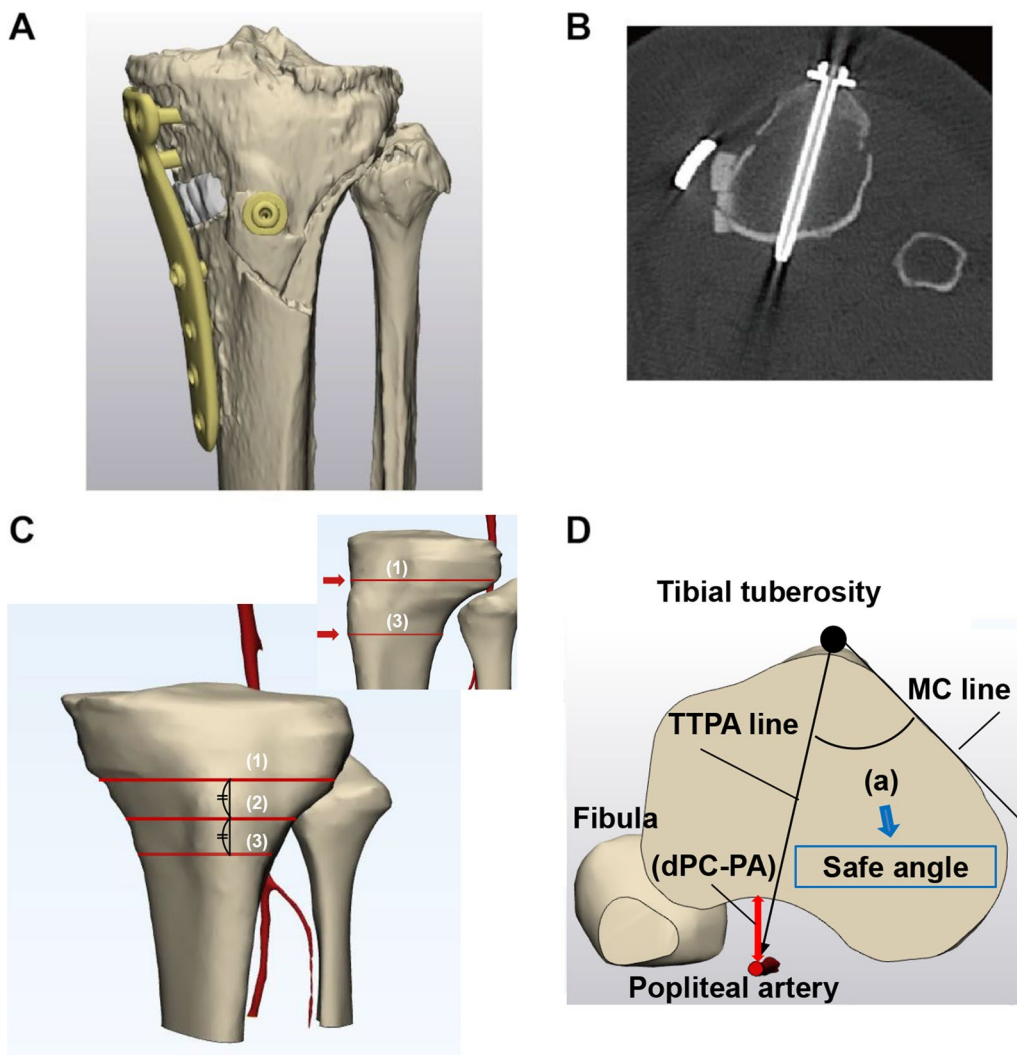 A
B
C
(1)
(3)
(1)
(2)
(3)
D
Tibial tuberosity
MC line
TTPA line
(a)
Fibula
(dPC-PA)
Safe angle
Popliteal artery